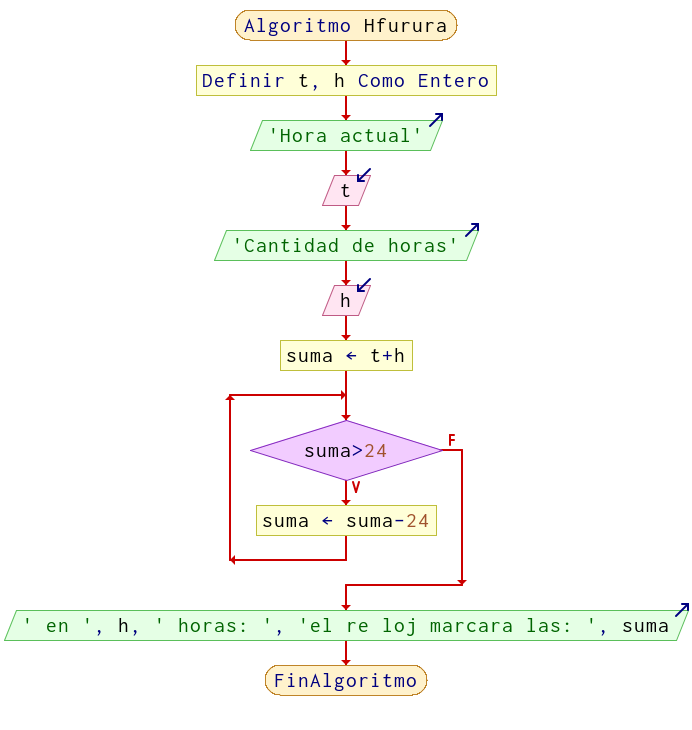 Algoritmo Hfurura
Definir t, h Como Entero
'Hora actual'
t
'Cantidad de horas'
h
suma ← t+h
suma>24
F
V
suma ← suma-24
' en ', h, ' horas: ', 'el re loj marcara las: ', suma
FinAlgoritmo